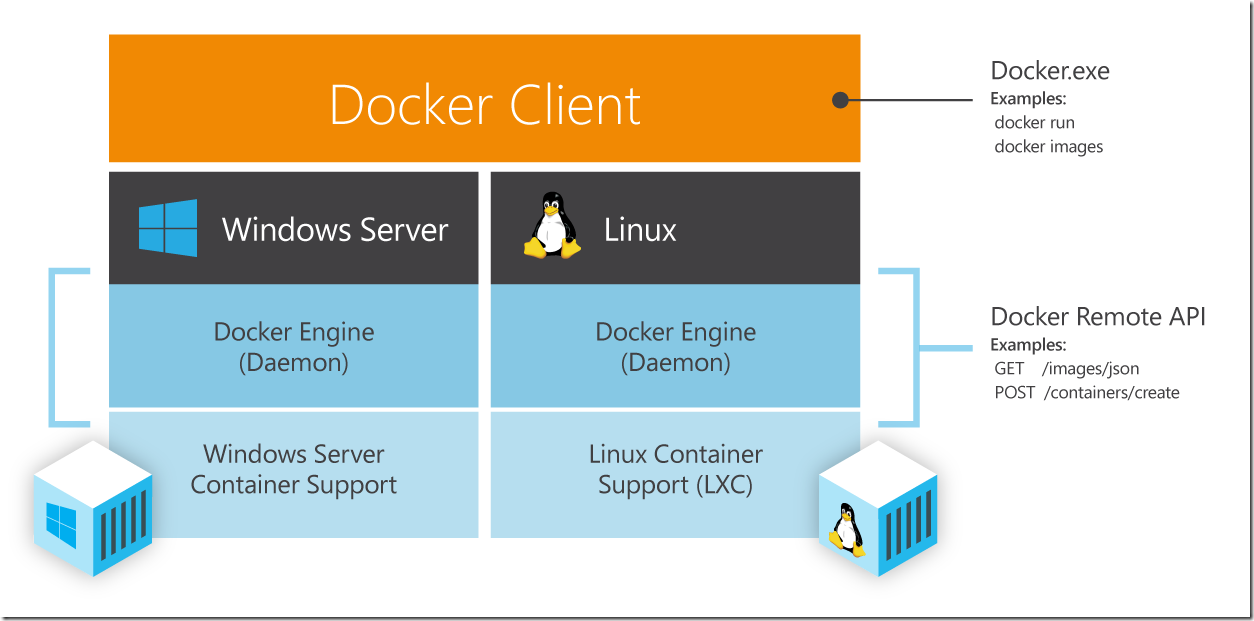 Docker Client
Docker.exe
Examples:
docker run
docker images
Windows Server
Linux
Docker Engine
(Daemon)
Docker Engine
(Daemon)
Docker Remote API
Examples:
GET /images/json
POST /containers/create
Windows Server
Container Support
Linux Container
Support (LXC)